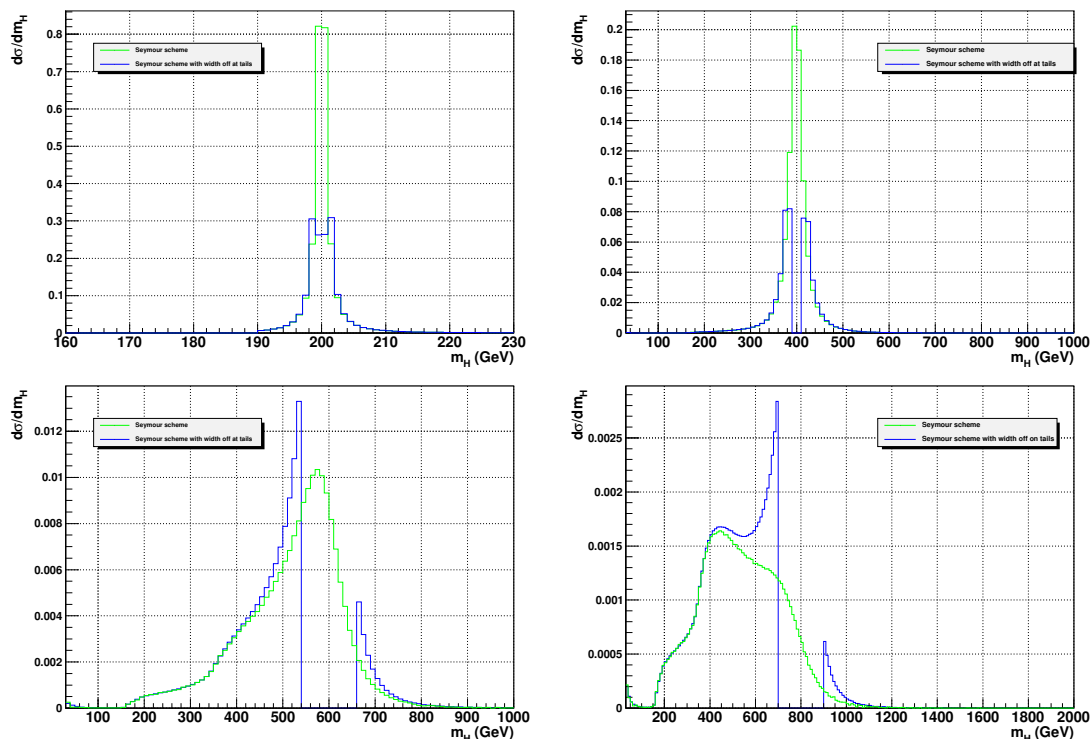 dσ/dm_H
0.8
0.7
0.6
0.5
0.4
0.3
0.2
0.1
0
Seymour scheme
Seymour scheme with width off at tails
160 170 180 190 200 210 220 230
m_H (GeV)
dσ/dm_H
0.2
0.18
0.16
0.14
0.12
0.1
0.08
0.06
0.04
0.02
0
Seymour scheme
Seymour scheme with width off at tails
100 200 300 400 500 600 700 800 900 1000
m_H (GeV)
dσ/dm_H
0.012
0.01
0.008
0.006
0.004
0.002
0
Seymour scheme
Seymour scheme with width off at tails
100 200 300 400 500 600 700 800 900 1000
m_H (GeV)
dσ/dm_H
0.0025
0.002
0.0015
0.001
0.0005
0
Seymour scheme
Seymour scheme with width off on tails
200 400 600 800 1000 1200 1400 1600 1800 2000
m_H (GeV)